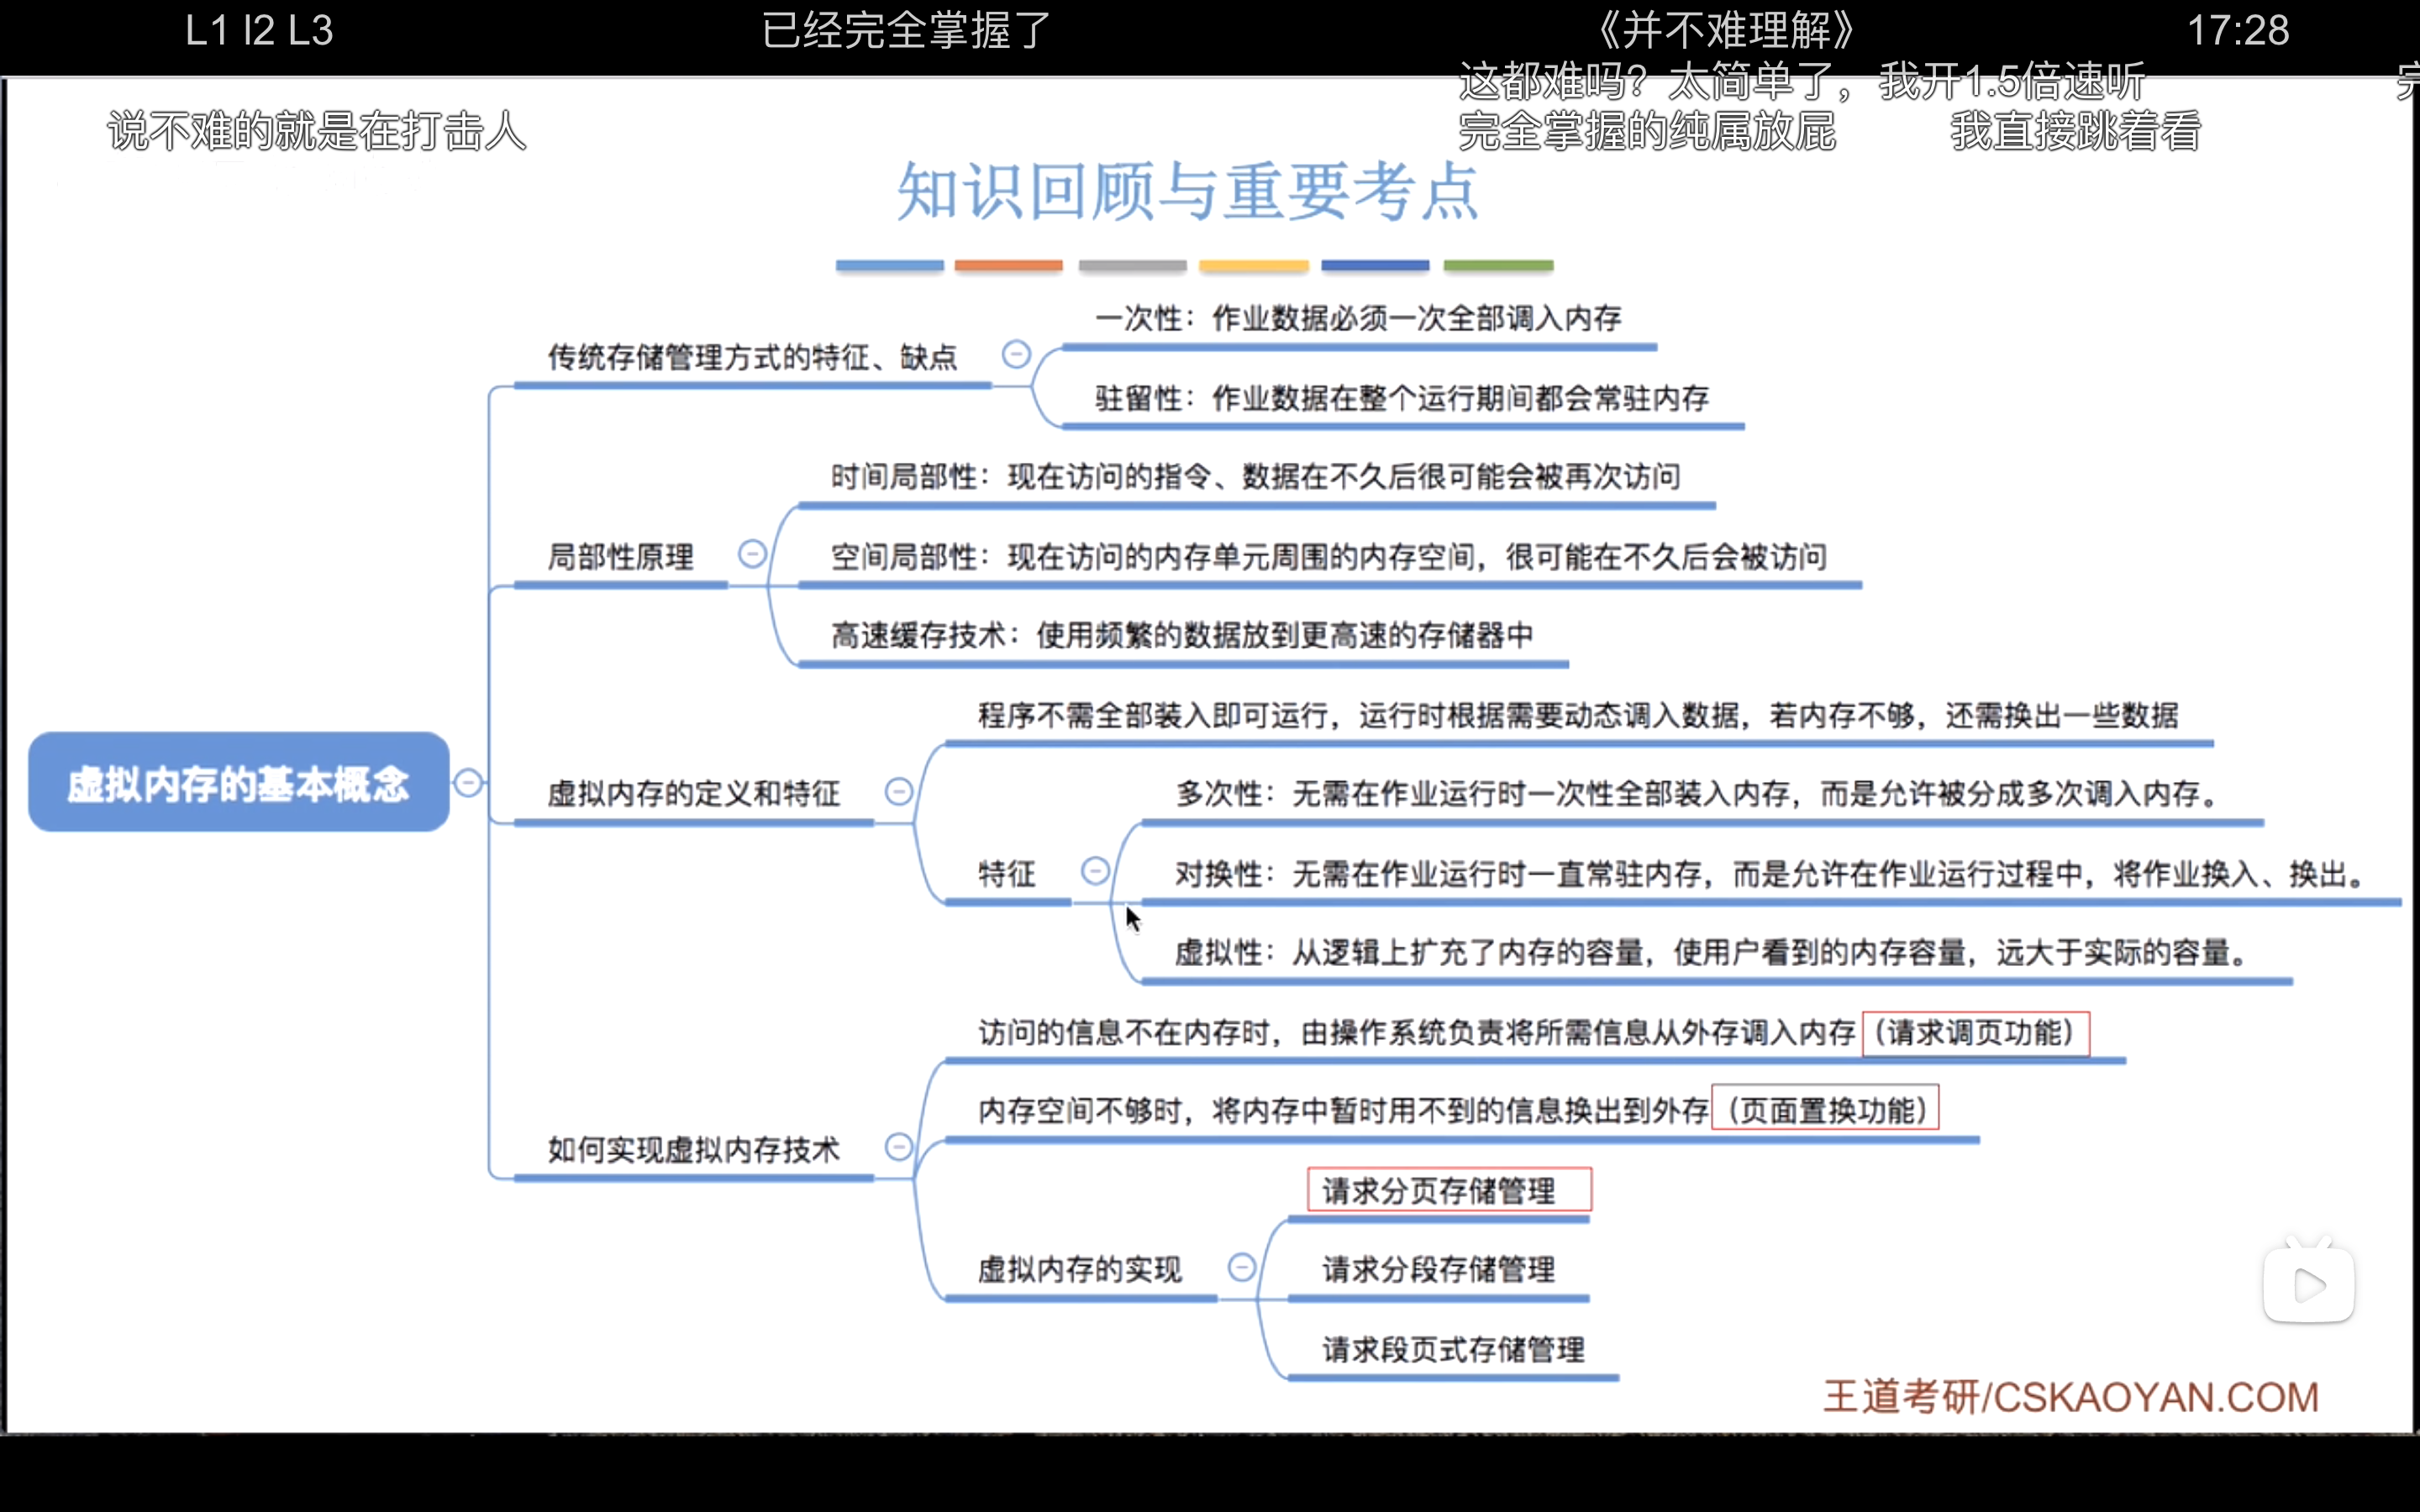 L1 l2 L3
已经完全掌握了
《并不难理解》
17:28
这都难吗？太简单了，我开1.5倍速听
说不难的就是在打击人
完全掌握的纯属放屁
我直接跳着看
知识回顾与重要考点
虚拟内存的基本概念
传统存储管理方式的特征、缺点
一次性：作业数据必须一次全部调入内存
驻留性：作业数据在整个运行期间都会常驻内存
局部性原理
时间局部性：现在访问的指令、数据在不久后很可能会被再次访问
空间局部性：现在访问的内存单元周围的内存空间，很可能在不久后会被访问
高速缓存技术：使用频繁的数据放到更高速的存储器中
虚拟内存的定义和特征
程序不需全部装入即可运行，运行时根据需要动态调入数据，若内存不够，还需换出一些数据
特征
多次性：无需在作业运行时一次性全部装入内存，而是允许被分成多次调入内存。
对换性：无需在作业运行时一直常驻内存，而是允许在作业运行过程中，将作业换入、换出。
虚拟性：从逻辑上扩充了内存的容量，使用户看到的内存容量，远大于实际的容量。
如何实现虚拟内存技术
访问的信息不在内存时，由操作系统负责将所需信息从外存调入内存（请求调页功能）
内存空间不够时，将内存中暂时用不到的信息换出到外存（页面置换功能）
虚拟内存的实现
请求分页存储管理
请求分段存储管理
请求段页式存储管理
王道考研/CSKAOYAN.COM